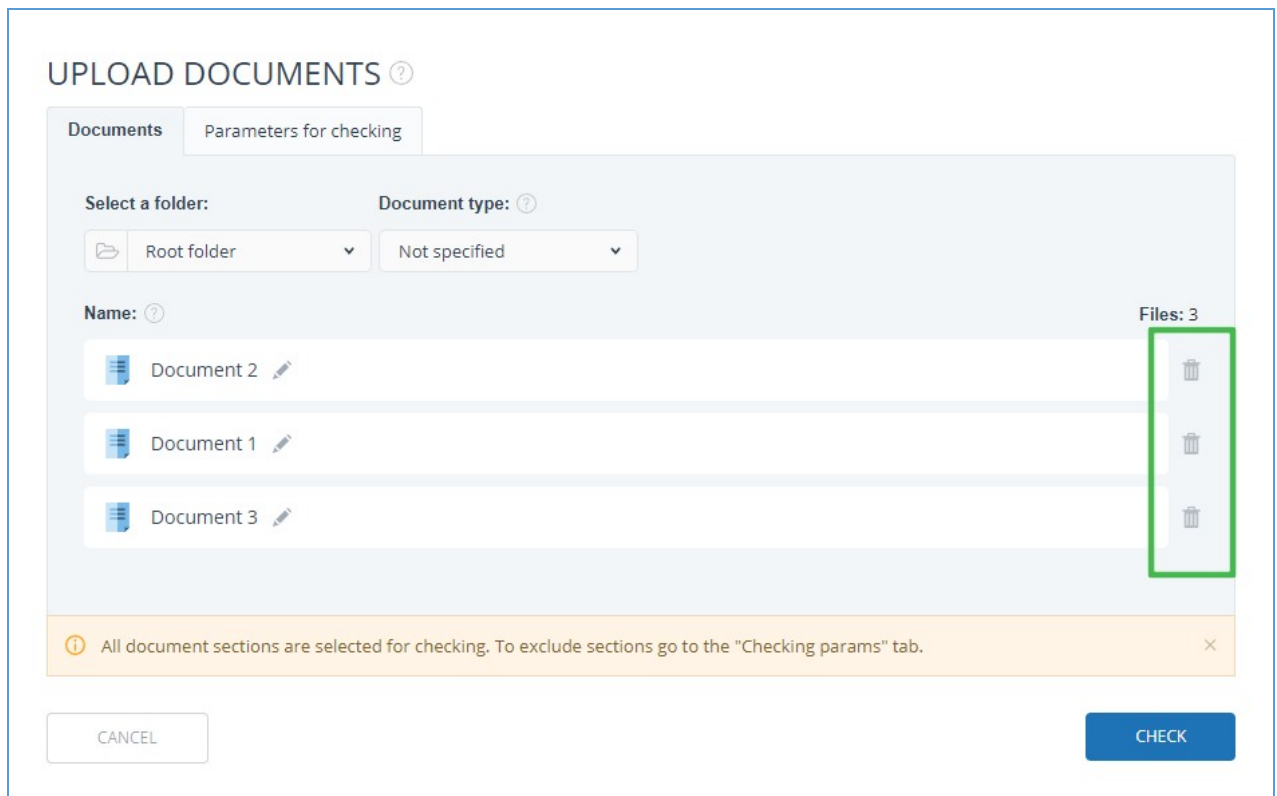 UPLOAD DOCUMENTS ?
Documents Parameters for checking
Select a folder: Document type: ?
Root folder Not specified
Name: ? Files: 3
Document 2
Document 1
Document 3
All document sections are selected for checking. To exclude sections go to the "Checking params" tab.
CANCEL CHECK